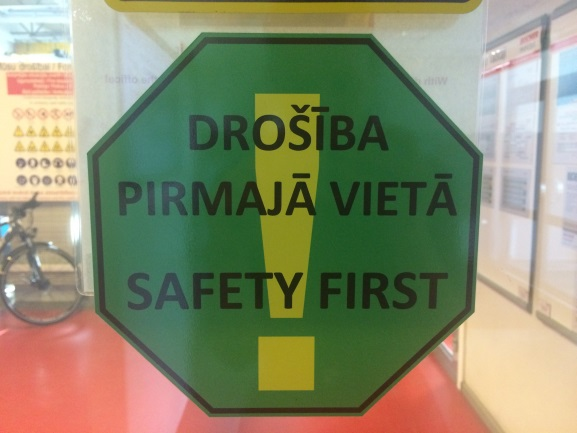 DROŠĪBA
PIRMAJĀ VIETĀ
SAFETY FIRST